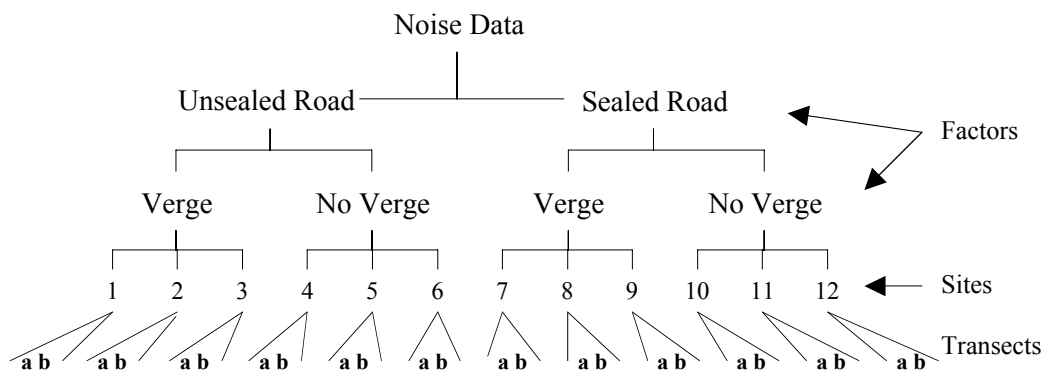 Noise Data
Unsealed Road Sealed Road
Factors
Verge No Verge Verge No Verge
1 2 3 4 5 6 7 8 9 10 11 12 Sites
a b a b a b a b a b a b a b a b a b a b a b a b Transects